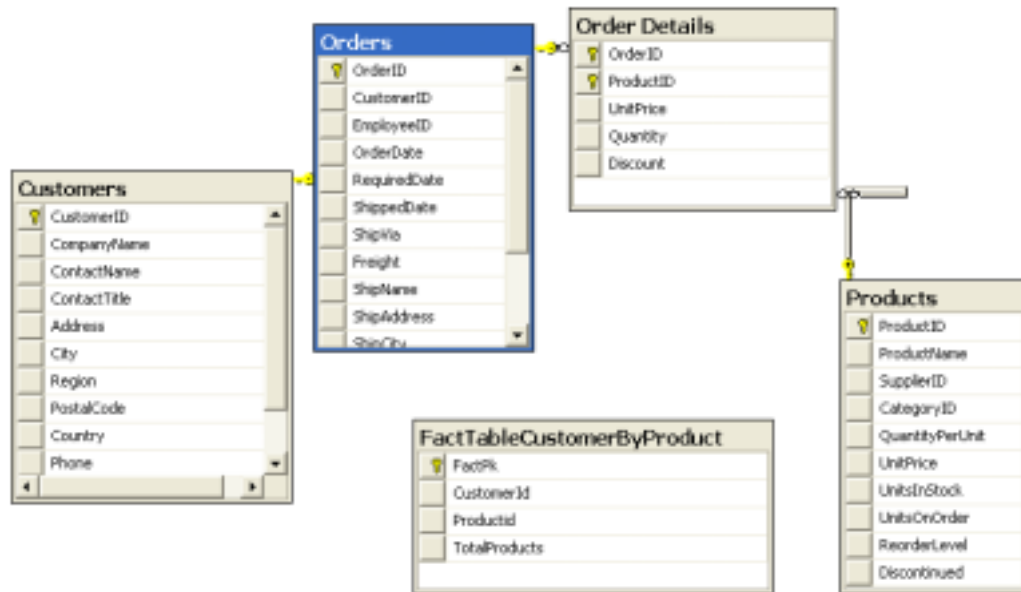 Customers
CustomerID
CompanyName
ContactName
ContactTitle
Address
City
Region
PostalCode
Country
Phone
Orders
OrderID
CustomerID
EmployeeID
OrderDate
RequiredDate
ShippedDate
ShipVia
Freight
ShipName
ShipAddress
ShipCity
Order Details
OrderID
ProductID
UnitPrice
Quantity
Discount
FactTableCustomerByProduct
FactPk
CustomerId
Productid
TotalProducts
Products
ProductID
ProductName
SupplierID
CategoryID
QuantityPerUnit
UnitPrice
UnitsInStock
UnitsOnOrder
ReorderLevel
Discontinued